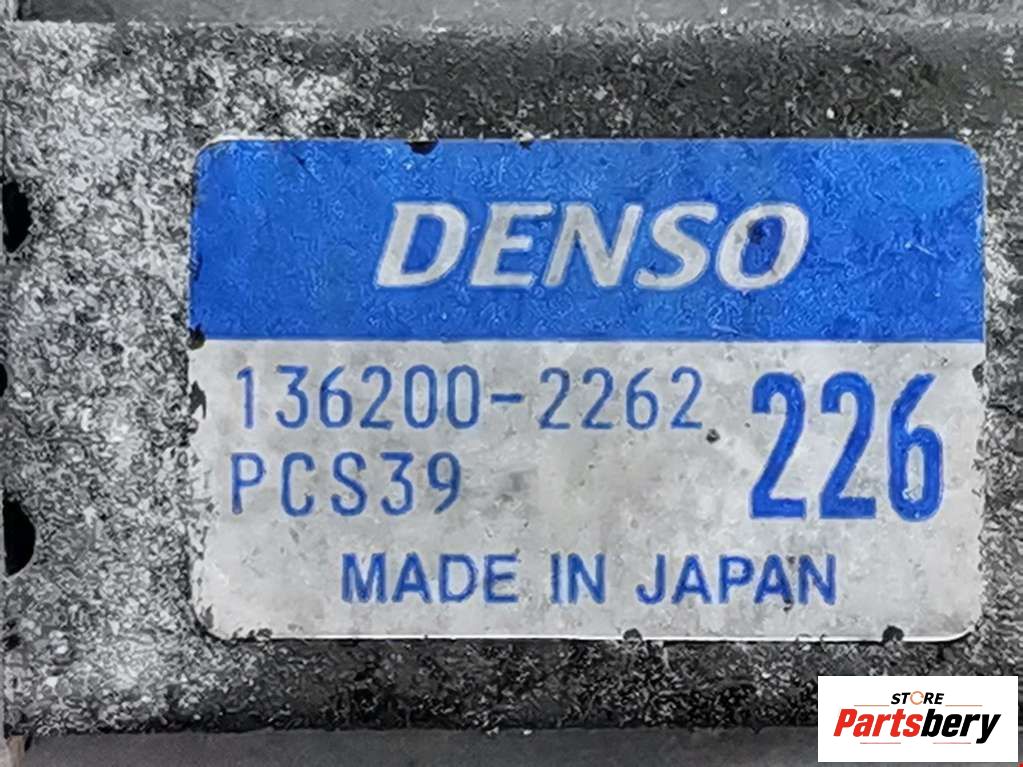 DENSO
136200-2262
226
PCS39
MADE IN JAPAN
STORE
Partsbery